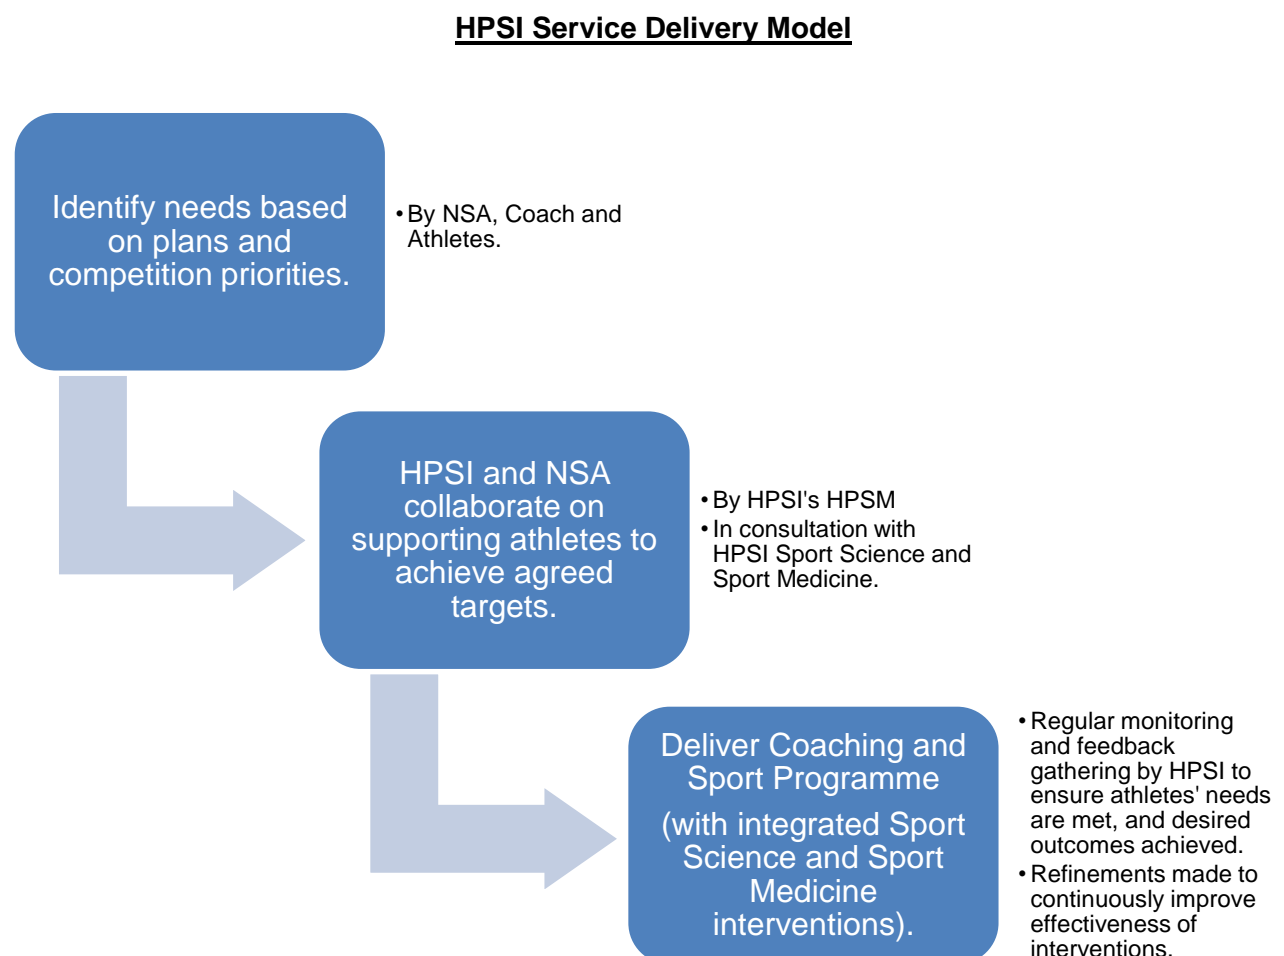 HPSI Service Delivery Model
Identify needs based
on plans and
competition priorities.
• By NSA, Coach and
Athletes.
HPSI and NSA
collaborate on
supporting athletes to
achieve agreed
targets.
• By HPSI's HPSM
• In consultation with
HPSI Sport Science and
Sport Medicine.
Deliver Coaching and
Sport Programme
(with integrated Sport
Science and Sport
Medicine
interventions).
• Regular monitoring
and feedback
gathering by HPSI to
ensure athletes' needs
are met, and desired
outcomes achieved.
• Refinements made to
continuously improve
effectiveness of
interventions.